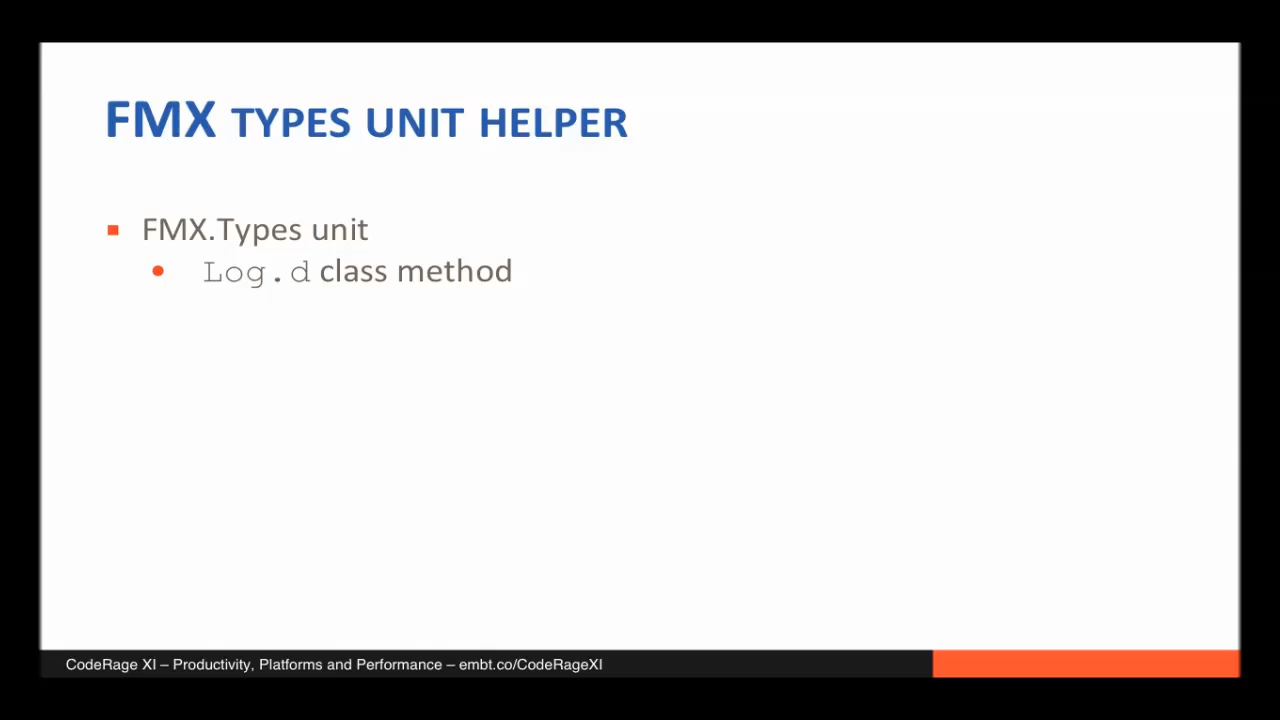 FMX TYPES UNIT HELPER
FMX.Types unit
Log.d class method
CodeRage XI – Productivity, Platforms and Performance – embt.co/CodeRageXI